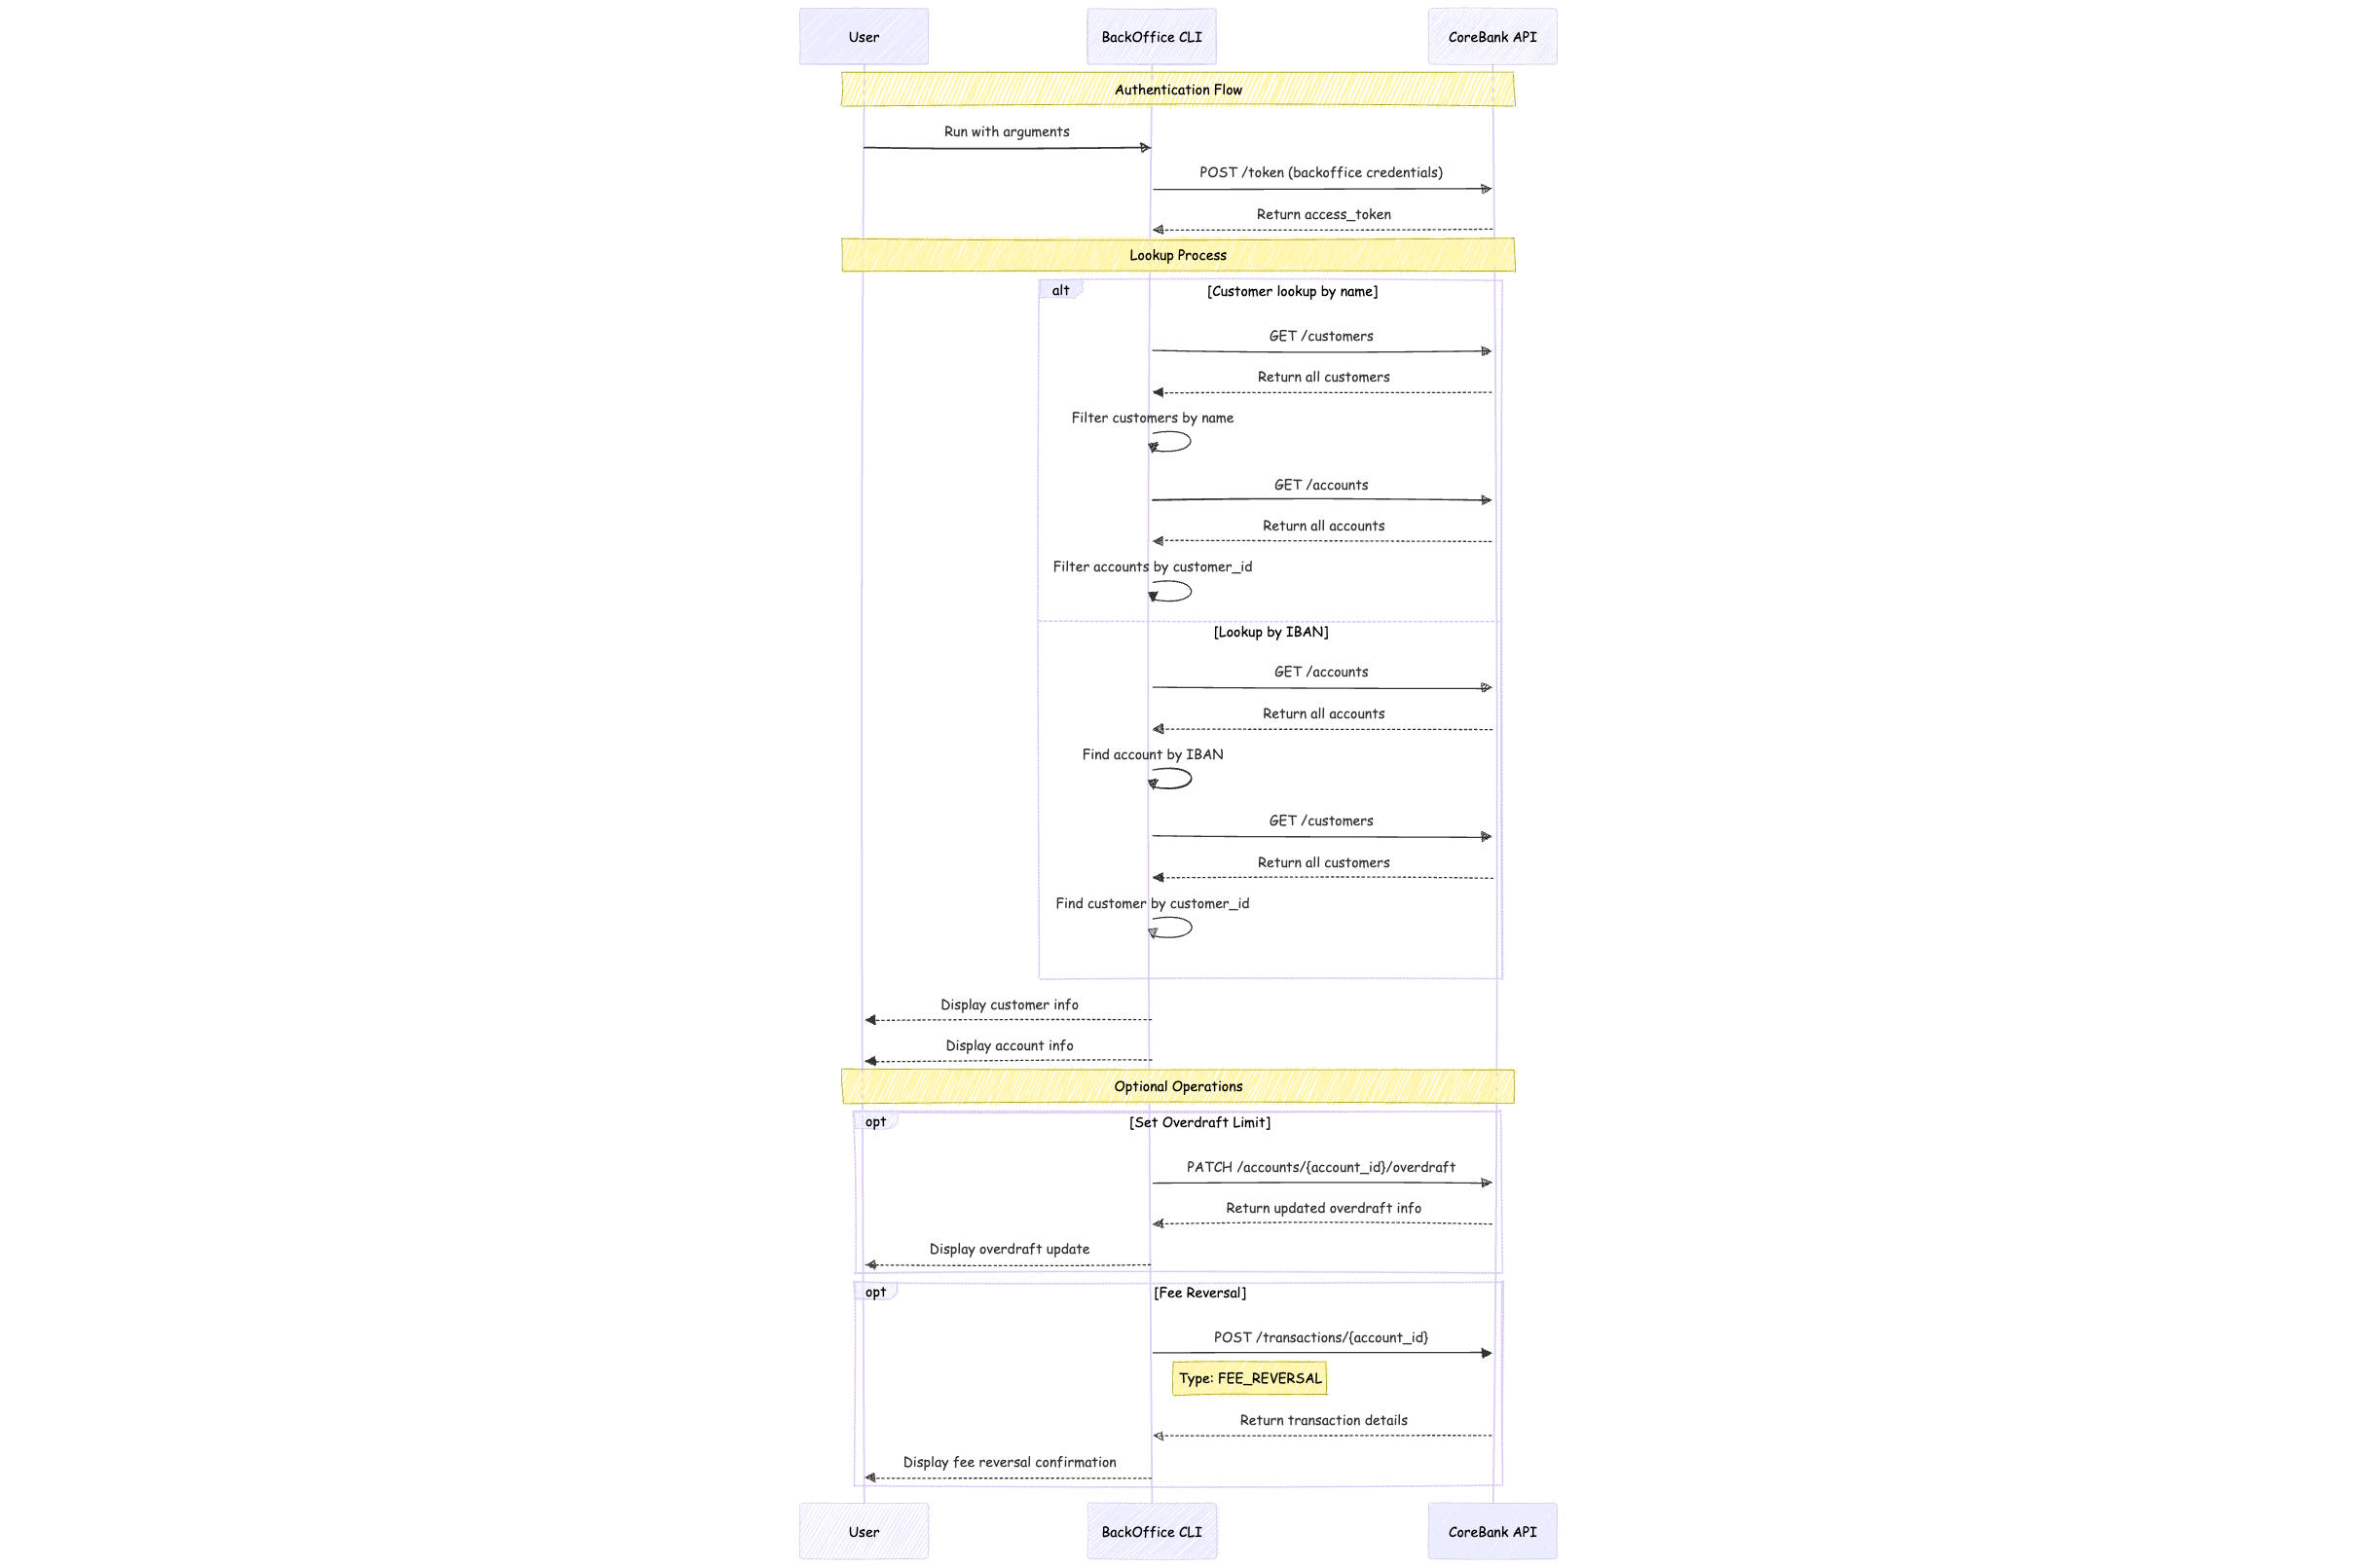 User
BackOffice CLI
CoreBank API
Authentication Flow
Run with arguments
POST /token (backoffice credentials)
Return access_token
Lookup Process
alt
[Customer lookup by name]
GET /customers
Return all customers
Filter customers by name
GET /accounts
Return all accounts
Filter accounts by customer_id
[Lookup by IBAN]
GET /accounts
Return all accounts
Find account by IBAN
GET /customers
Return all customers
Find customer by customer_id
Display customer info
Display account info
Optional Operations
opt
[Set Overdraft Limit]
PATCH /accounts/{account_id}/overdraft
Return updated overdraft info
Display overdraft update
opt
[Fee Reversal]
POST /transactions/{account_id}
Type: FEE_REVERSAL
Return transaction details
Display fee reversal confirmation
User
BackOffice CLI
CoreBank API